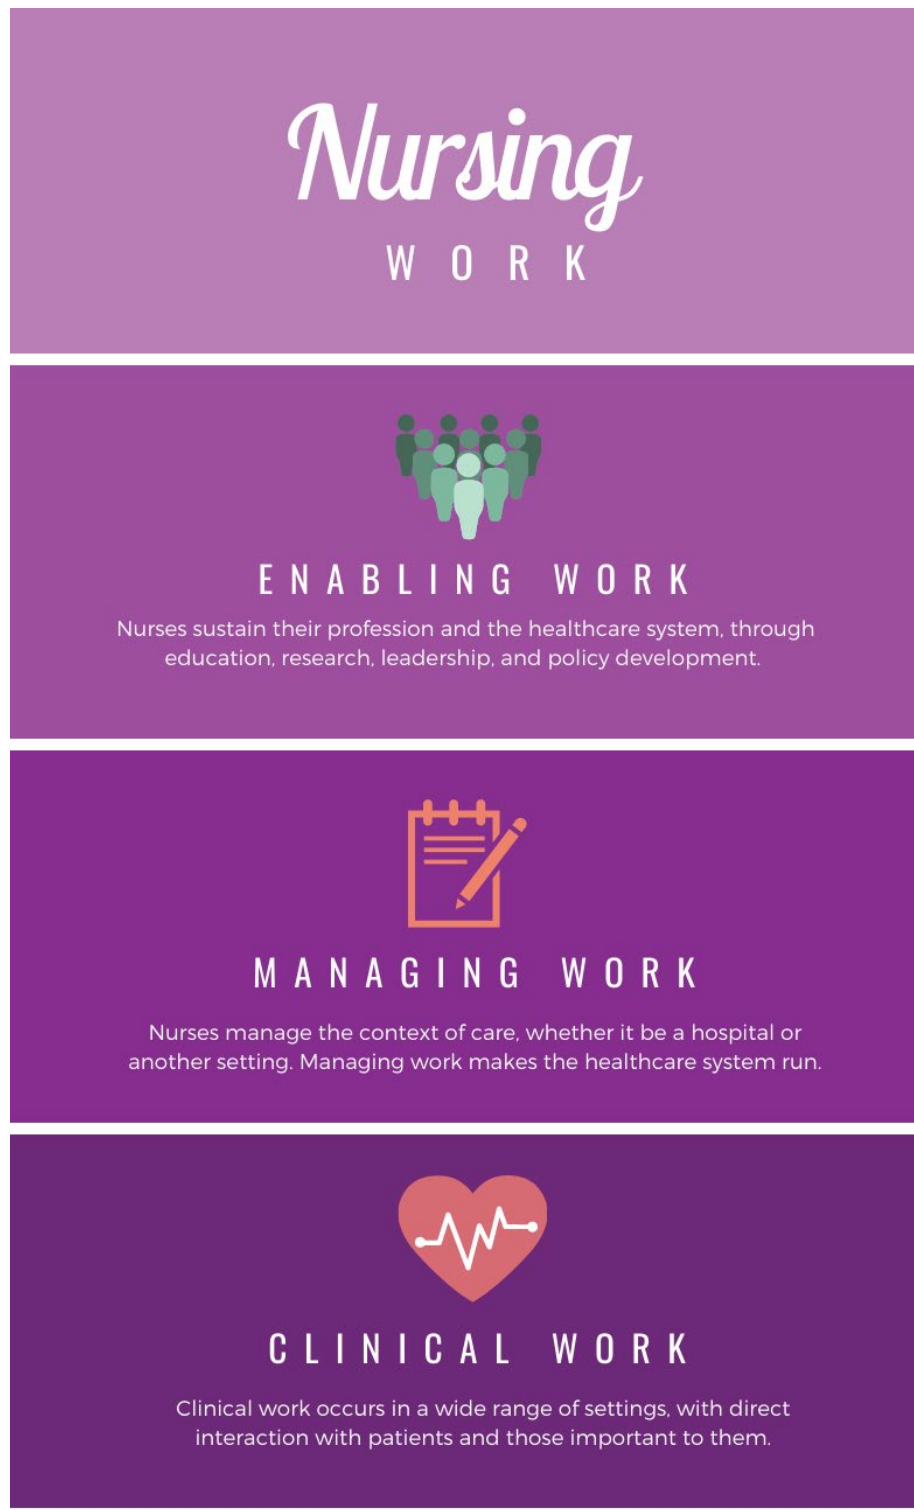 Nursing
WORK
ENABLING WORK
Nurses sustain their profession and the healthcare system, through
education, research, leadership, and policy development.
MANAGING WORK
Nurses manage the context of care, whether it be a hospital or
another setting. Managing work makes the healthcare system run.
CLINICAL WORK
Clinical work occurs in a wide range of settings, with direct
interaction with patients and those important to them.